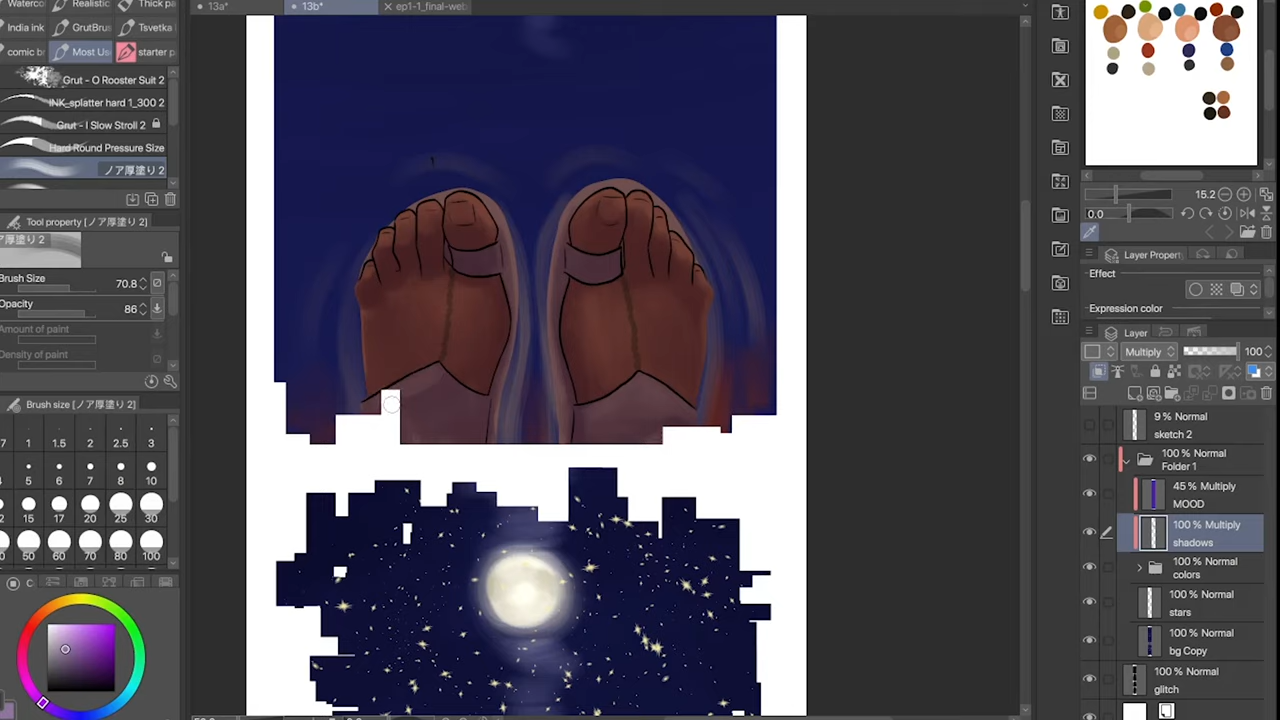 13a*
13b*
ep1-1_final-wel
Waterco
Realistic
Thick pa
India ink
GrutBrus
Tsvetka
comic br
Most Us
starter p
Grut - O Rooster Suit 2
INK_splatter hard 1_300 2
Grut - I Slow Stroll 2
Hard Round Pressure Size
ノア厚塗り 2
Tool property [ノア厚塗り 2]
ア厚塗り 2
Brush Size 70.8
Opacity 86
Amount of paint
Density of paint
Brush size [ノア厚塗り 2]
7 1 1.5 2 2.5 3
5 6 7 8 10
2 15 17 20 25 30
50 60 70 80 100
C
15.2
0.0
Layer Propert
Effect
Expression color
Layer
Multiply 100
9 % Normal
sketch 2
100 % Normal
Folder 1
45 % Multiply
MOOD
100 % Multiply
shadows
100 % Normal
colors
100 % Normal
stars
100 % Normal
bg Copy
100 % Normal
glitch